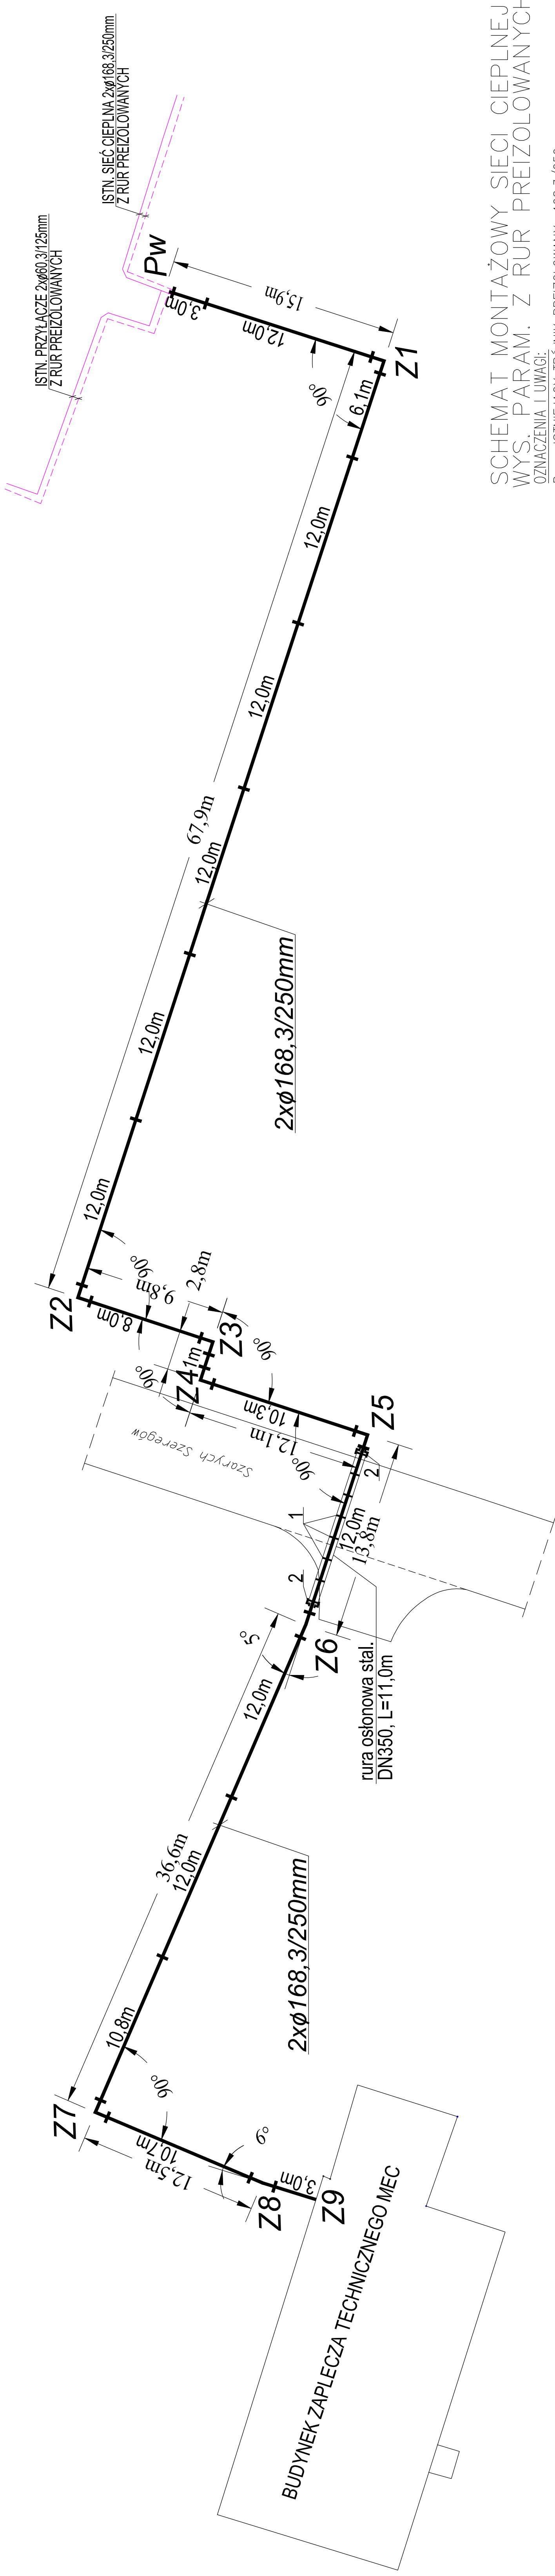 ISTN. PRZYŁĄCZE 2xø60,3/125mm
Z RUR PREIZOLOWANYCH
ISTN. SIEĆ CIEPLNA 2xø168,3/250mm
Z RUR PREIZOLOWANYCH
Pw
3,0m
12,0m
15,9m
Z1
90°
6,1m
12,0m
12,0m
67,9m
12,0m
12,0m
12,0m
2xø168,3/250mm
Z2
90°
9,8m
8,0m
2,8m
Z3
90°
1m
Z4
90°
10,3m
12,1m
Z5
90°
Szarych Szeregów
2
1
12,0m
13,8m
2
Z6
rura osłonowa stal.
DN350, L=11,0m
5°
12,0m
36,6m
12,0m
2xø168,3/250mm
10,8m
Z7
90°
10,7m
12,5m
9°
Z8
3,0m
Z9
BUDYNEK ZAPLECZA TECHNICZNEGO MEC
SCHEMAT MONTAŻOWY SIECI CIEPLNEJ
WYS. PARAM. Z RUR PREIZOLOWANYCH
OZNACZENIA I UWAGI: